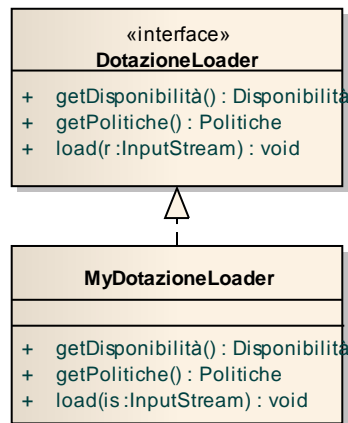 «interface»
DotazioneLoader
+ getDisponibilità() : Disponibilità
+ getPolitiche() : Politiche
+ load(r :InputStream) : void
MyDotazioneLoader
+ getDisponibilità() : Disponibilità
+ getPolitiche() : Politiche
+ load(is :InputStream) : void